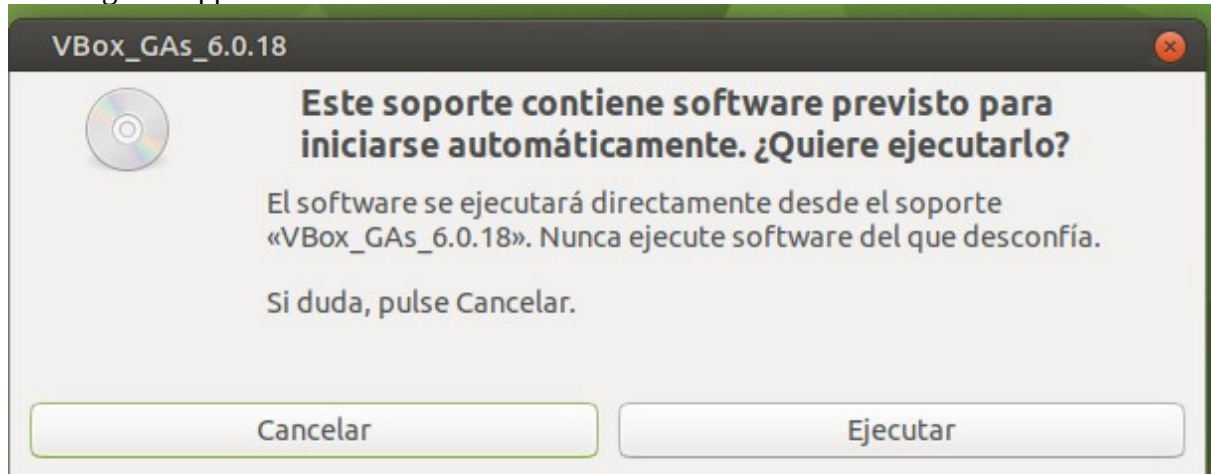 VBox_GAs_6.0.18
Este soporte contiene software previsto para
iniciarse automáticamente. ¿Quiere ejecutarlo?
El software se ejecutará directamente desde el soporte
«VBox_GAs_6.0.18». Nunca ejecute software del que desconfía.
Si duda, pulse Cancelar.
Cancelar
Ejecutar